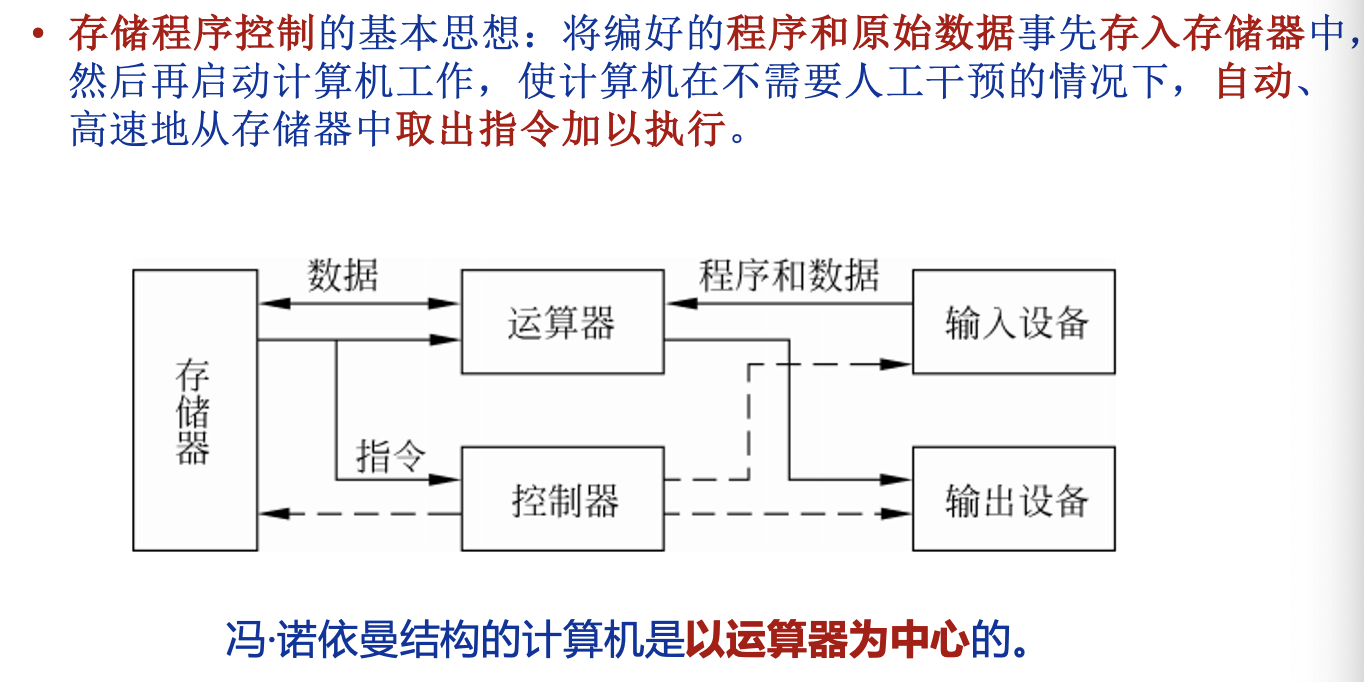 • 存储程序控制的基本思想：将编好的程序和原始数据事先存入存储器中，
然后再启动计算机工作，使计算机在不需要人工干预的情况下，自动、
高速地从存储器中取出指令加以执行。
数据
程序和数据
运算器
输入设备
存储器
指令
控制器
输出设备
冯·诺依曼结构的计算机是以运算器为中心的。